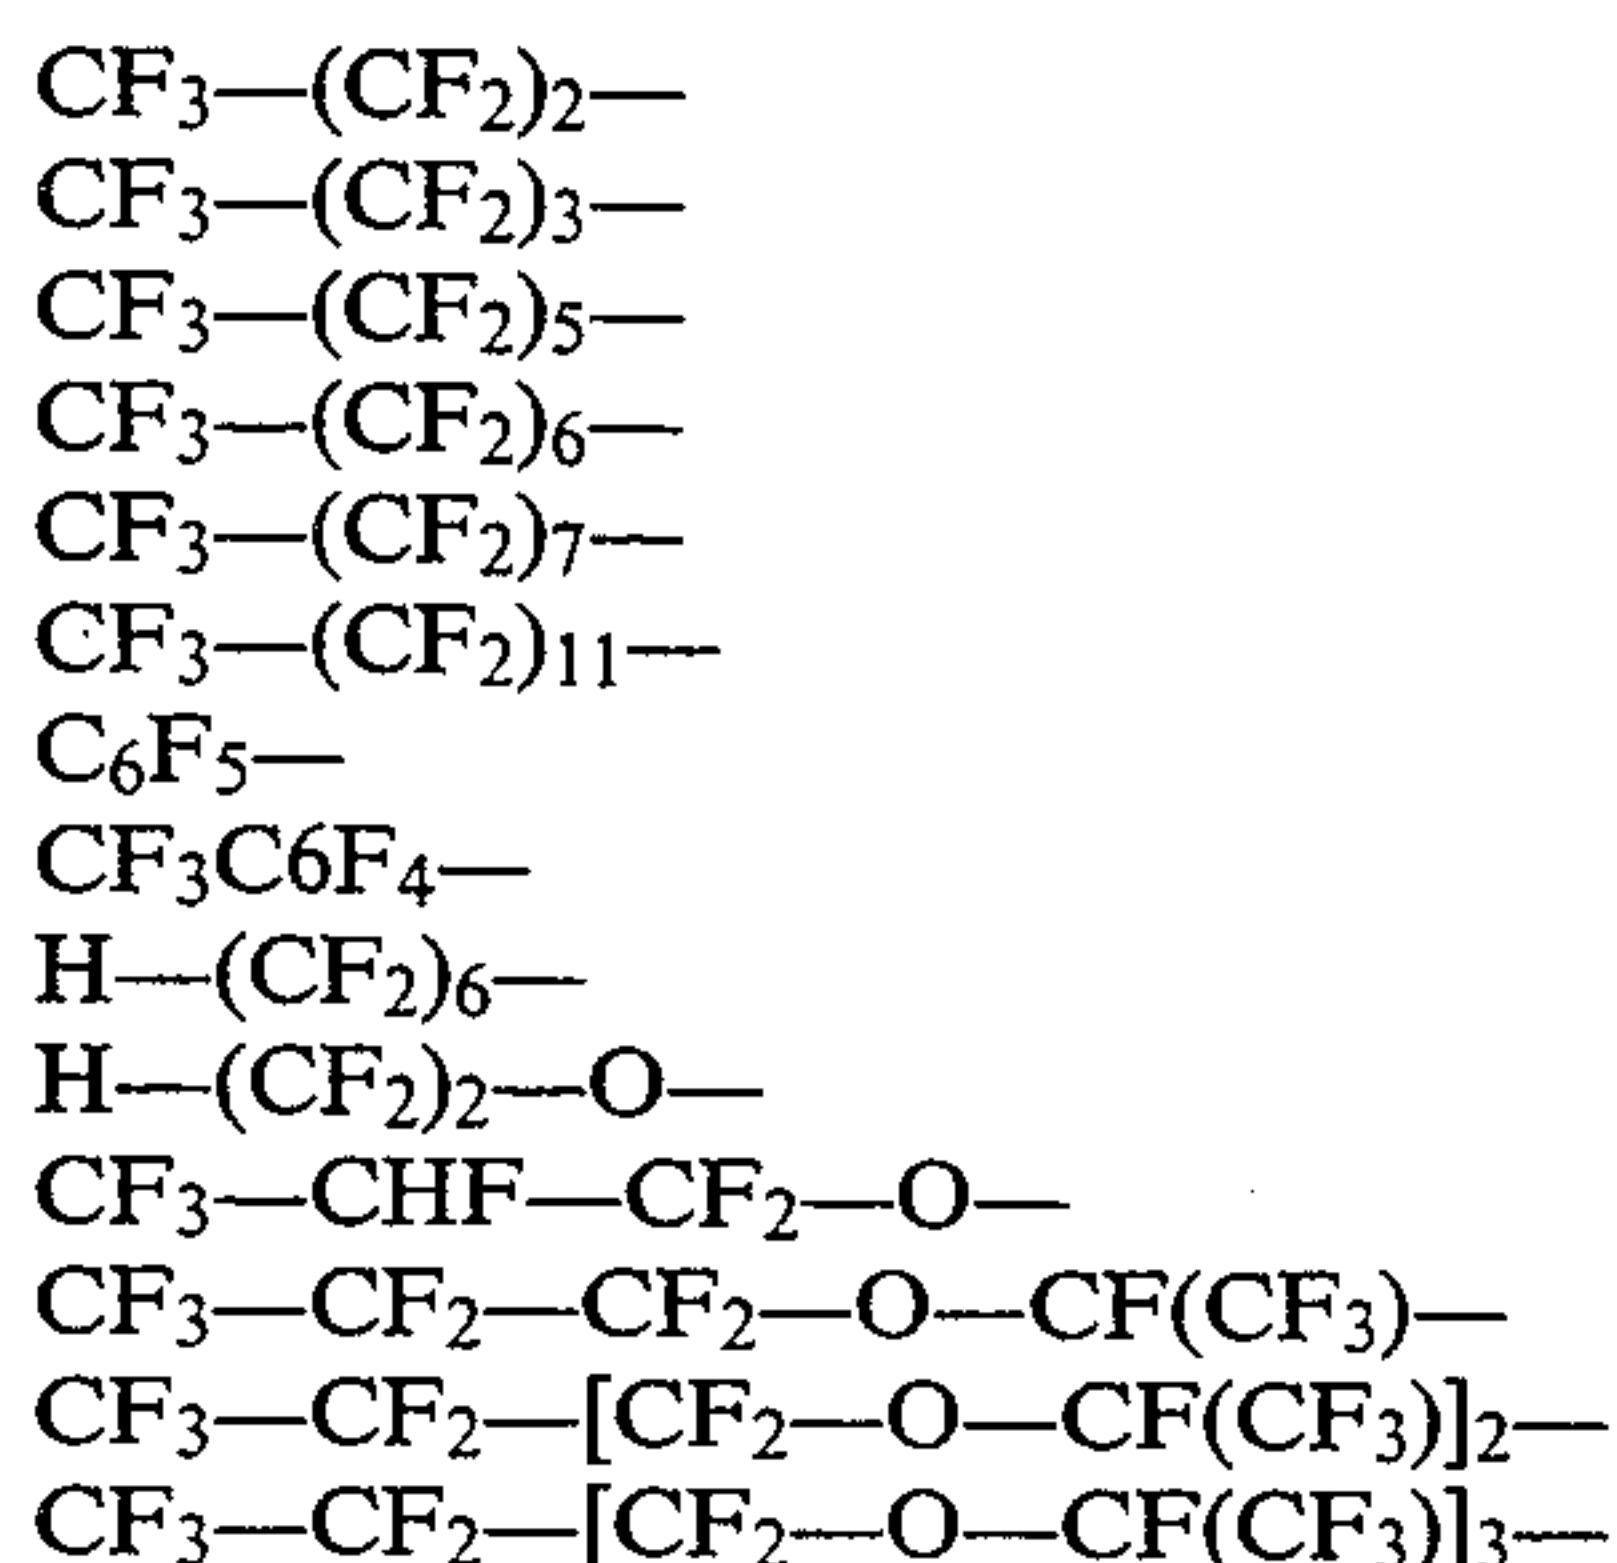 CF₃—(CF₂)₂—
CF₃—(CF₂)₃—
CF₃—(CF₂)₅—
CF₃—(CF₂)₆—
CF₃—(CF₂)₇—
CF₃—(CF₂)₁₁—
C₆F₅—
CF₃C6F₄—
H—(CF₂)₆—
H—(CF₂)₂—O—
CF₃—CHF—CF₂—O—
CF₃—CF₂—CF₂—O—CF(CF₃)—
CF₃—CF₂—[CF₂—O—CF(CF₃)]₂—
CF₃—CF₂—[CF₂—O—CF(CF₃)]₃—